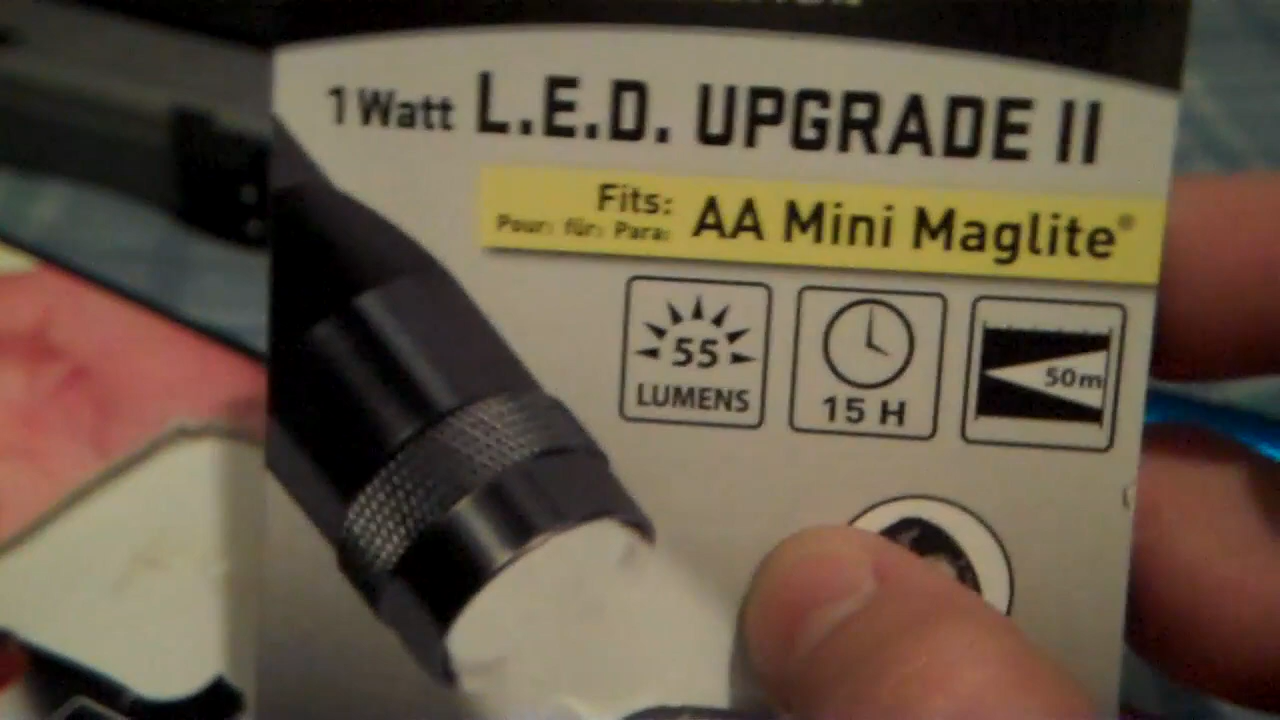 1 Watt L.E.D. UPGRADE II
Fits: AA Mini Maglite®
Pour: für: Para:
55
LUMENS
15 H
50m